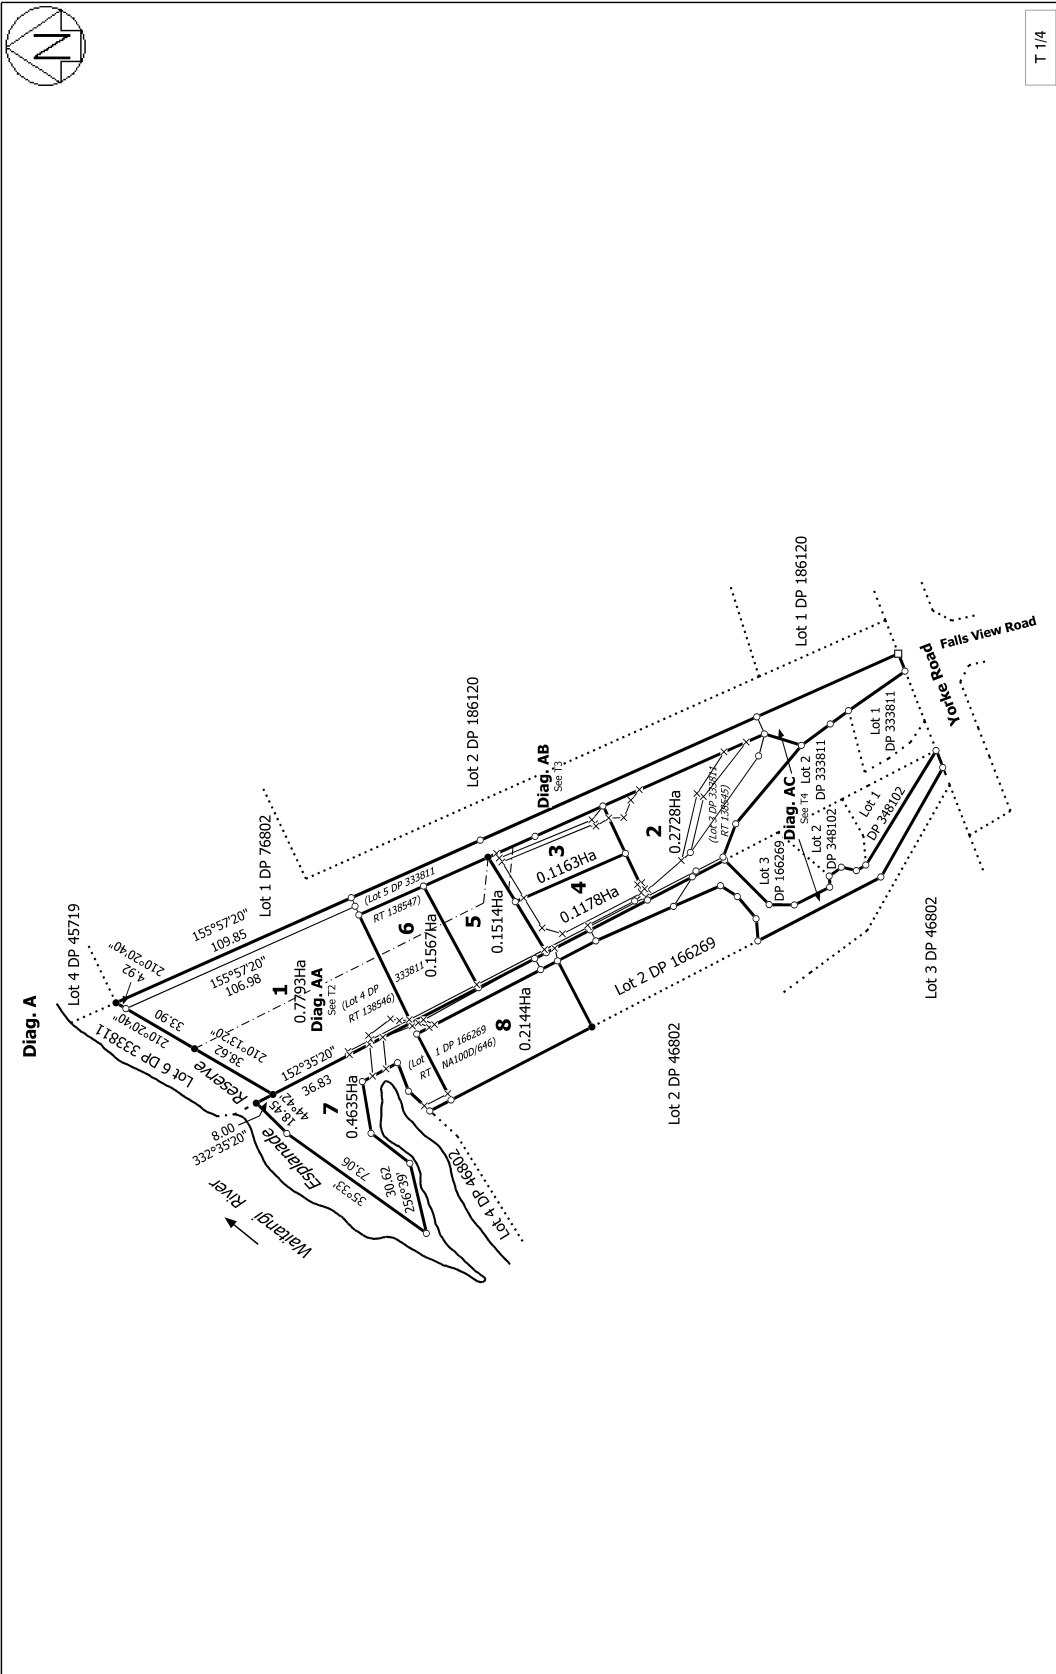 N
T 1/4
Diag. A
Lot 4 DP 45719
Lot 6 DP 333811
210°20'40"
4.92
155°57'20"
109.85
Lot 1 DP 76802
210°20'40"
33.90
155°57'20"
106.98
38.62
210°13'20"
1
0.7793Ha
Diag. AA
See T2
(Lot 4 DP 333811
RT 138546)
(Lot 5 DP 333811
RT 138547)
6
0.1567Ha
5
0.1514Ha
Lot 2 DP 186120
Diag. AB
See T3
3
0.1163Ha
4
0.1178Ha
2
0.2728Ha
(Lot 3 DP 333811
RT 138545)
Lot 1 DP 186120
Esplanade Reserve
8.00
332°35'20"
18.45
44°42'
152°35'20"
36.83
7
0.4635Ha
35°33'
73.06
30.62
256°39'
Waitangi River
Lot 4 DP 46802
(Lot 1 DP 166269
RT NA100D/646)
8
0.2144Ha
Lot 2 DP 46802
Lot 2 DP 166269
Lot 3
DP 166269
Diag. AC
See T4
Lot 2
DP 333811
Lot 2
DP 348102
Lot 1
DP 348102
Lot 1
DP 333811
Lot 3 DP 46802
Yorke Road
Falls View Road